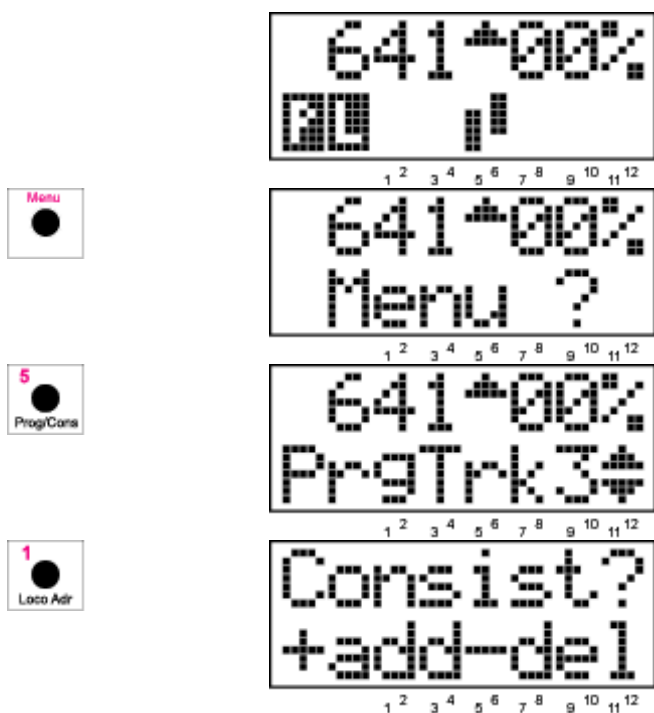 641 00%
PL
1 2 3 4 5 6 7 8 9 10 11 12
Menu
641 00%
Menu ?
1 2 3 4 5 6 7 8 9 10 11 12
5
Prog/Cons
641 00%
PrgTrk3
1 2 3 4 5 6 7 8 9 10 11 12
1
Loco Adr
Consist?
+add-del
1 2 3 4 5 6 7 8 9 10 11 12